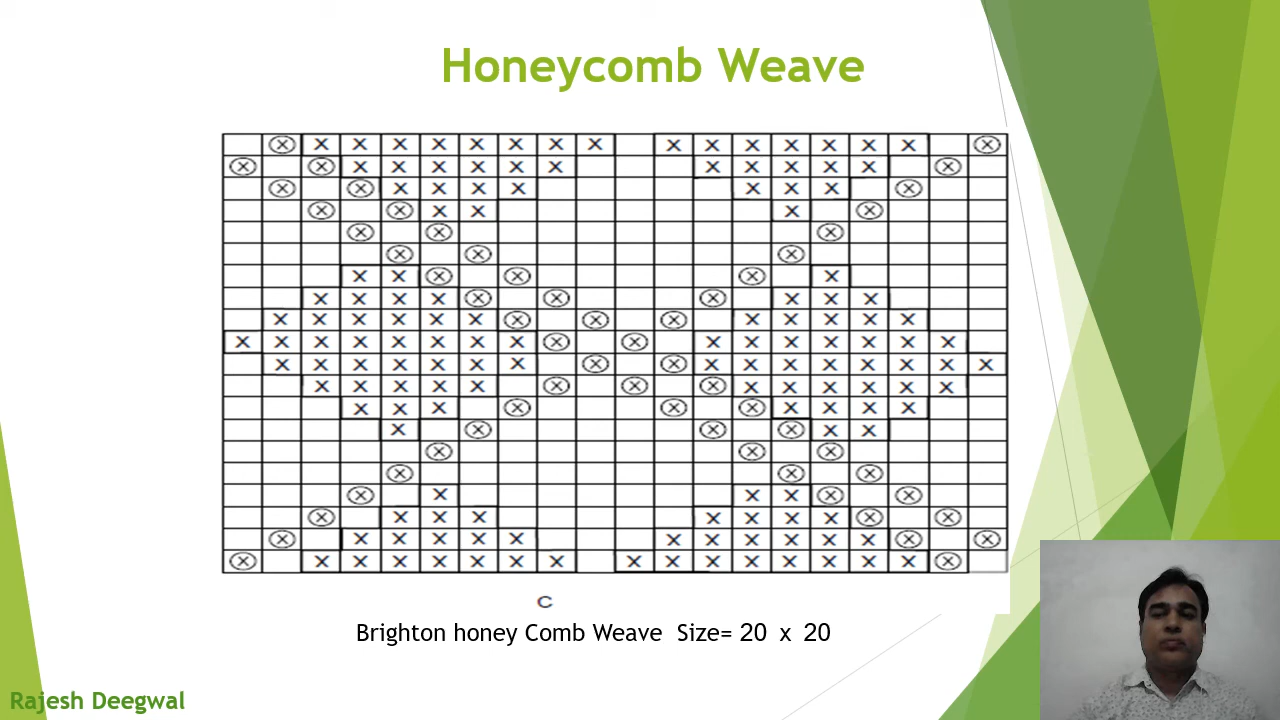 Honeycomb Weave
ⓧ X X X X X X X X X X X X X X X ⓧ
ⓧ ⓧ X X X X X X X X X X X ⓧ
ⓧ ⓧ X X X X X X X ⓧ
ⓧ ⓧ X X X ⓧ
ⓧ ⓧ ⓧ
ⓧ ⓧ ⓧ
X X ⓧ ⓧ ⓧ X
X X X X ⓧ ⓧ ⓧ X X X
X X X X X X ⓧ ⓧ ⓧ X X X X X
X X X X X X X X ⓧ ⓧ X X X X X X X
X X X X X X X ⓧ ⓧ X X X X X X X X
X X X X X ⓧ ⓧ ⓧ X X X X X X
X X X ⓧ ⓧ ⓧ X X X X
X ⓧ ⓧ ⓧ X X
ⓧ ⓧ ⓧ
ⓧ ⓧ ⓧ
ⓧ X X X ⓧ ⓧ
ⓧ X X X X X X X ⓧ ⓧ
ⓧ X X X X X X X X X X X ⓧ ⓧ
ⓧ X X X X X X X X X X X X X X X ⓧ
C
Brighton honey Comb Weave Size= 20 x 20
Rajesh Deegwal